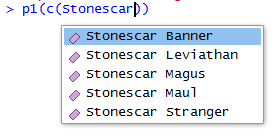 > p1(c(Stonescar))
Stonescar Banner
Stonescar Leviathan
Stonescar Magus
Stonescar Maul
Stonescar Stranger